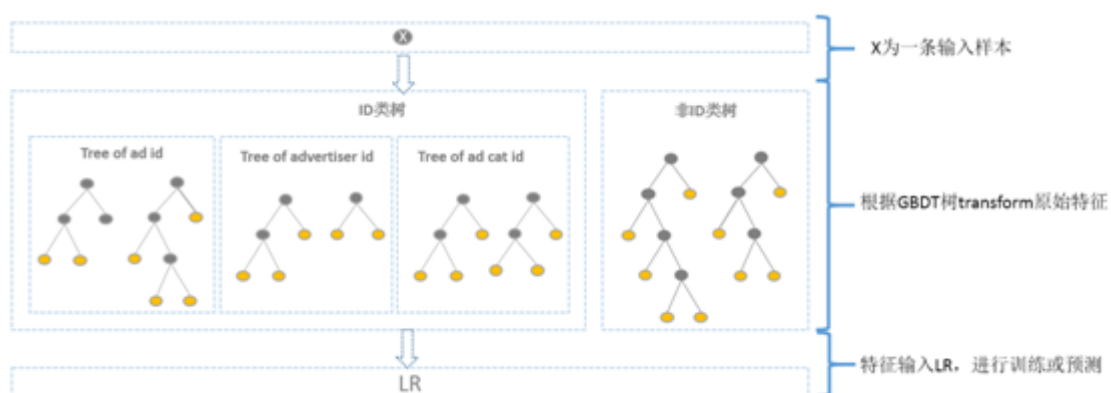 X
X为一条输入样本
ID类树
非ID类树
Tree of ad id
Tree of advertiser id
Tree of ad cat id
根据GBDT树transform原始特征
特征输入LR，进行训练或预测
LR